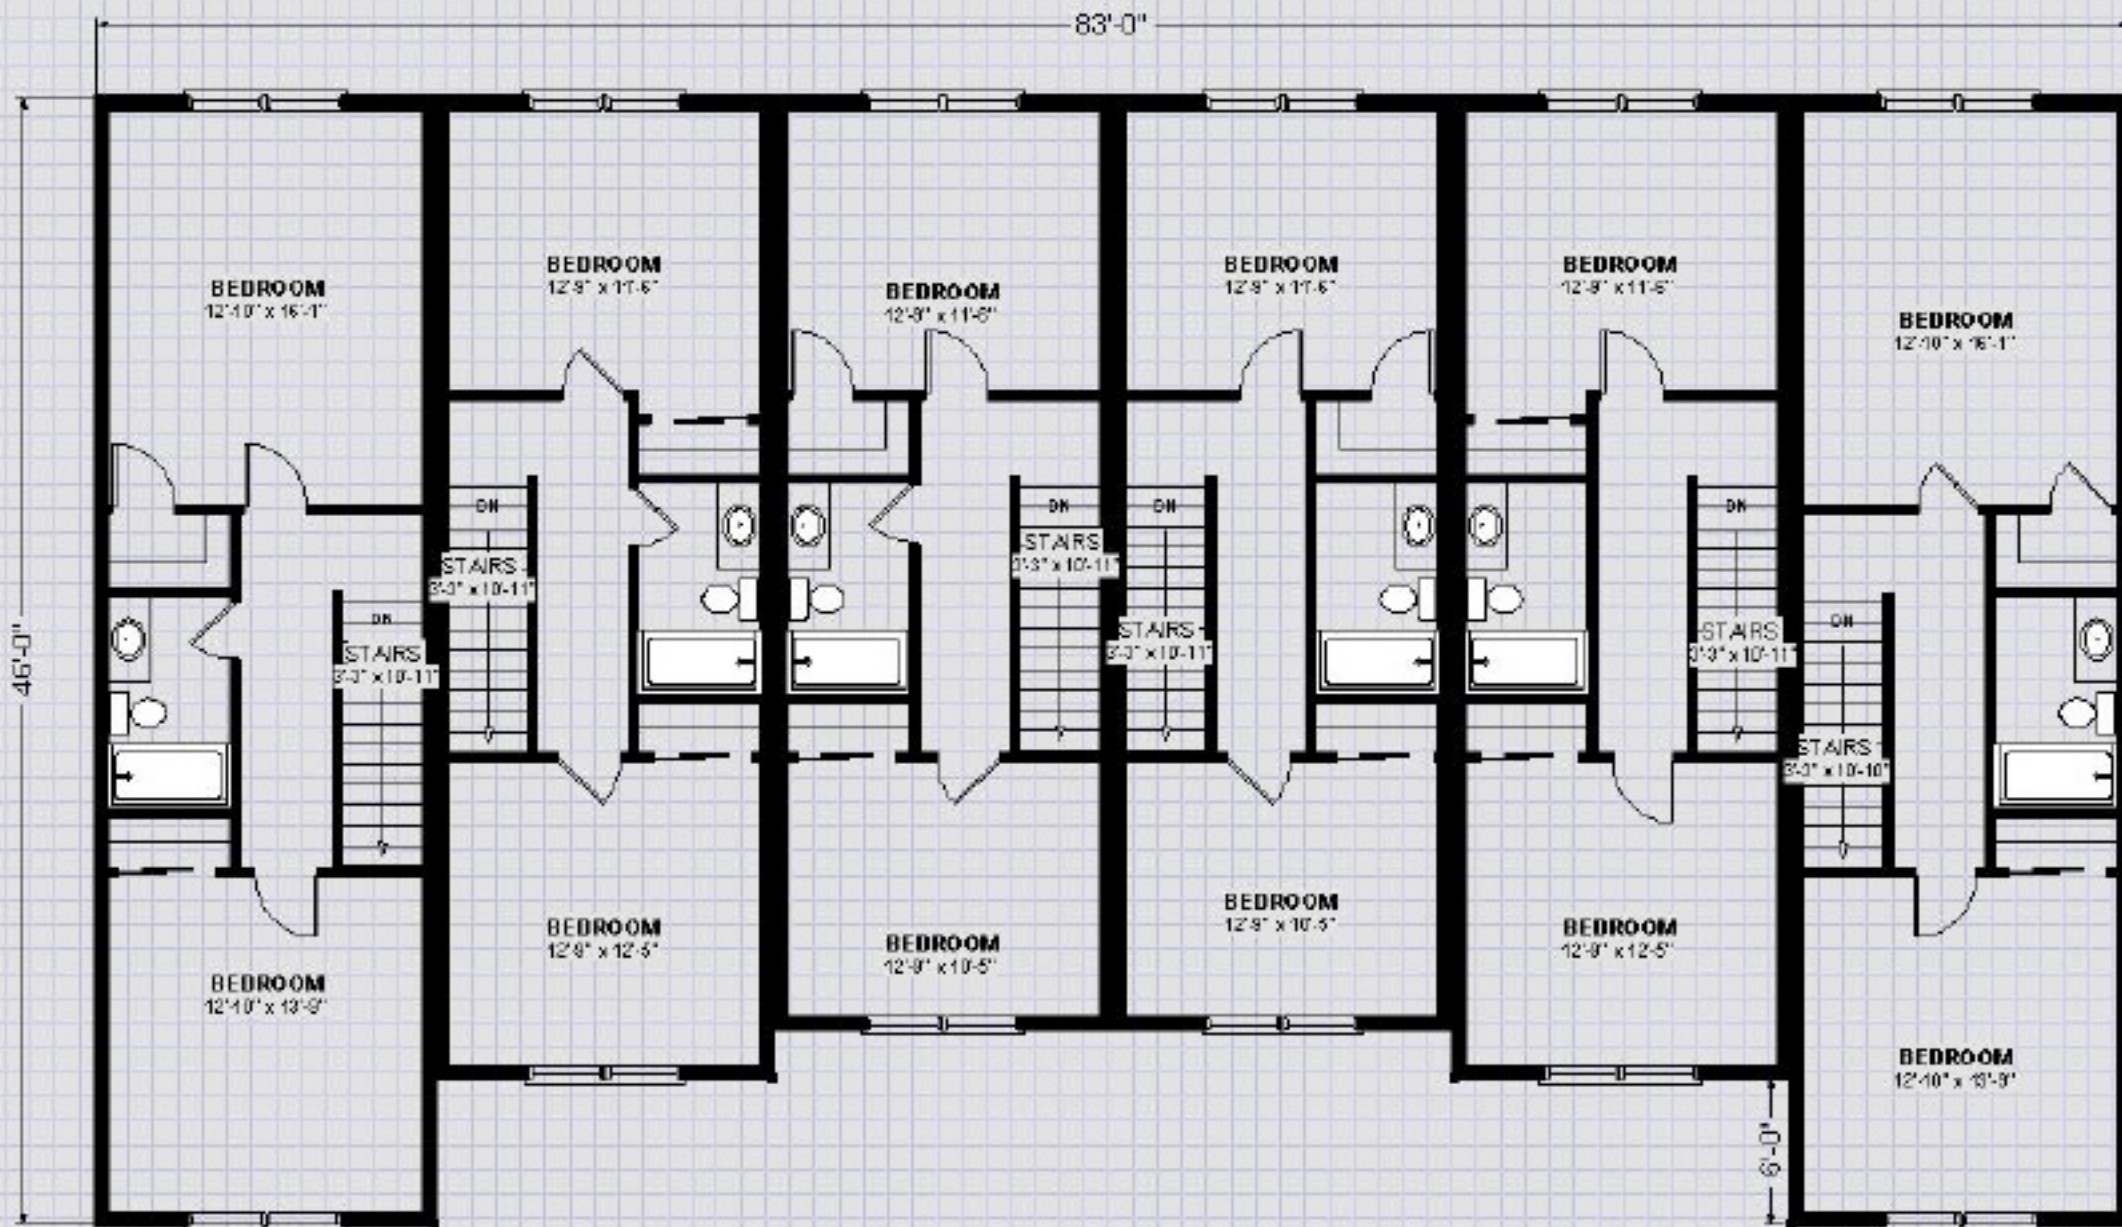 83'-0"
46'-0"
BEDROOM
12'-10" x 16'-1"
BEDROOM
12'-9" x 11'-6"
BEDROOM
12'-9" x 11'-6"
BEDROOM
12'-9" x 11'-6"
BEDROOM
12'-9" x 11'-6"
BEDROOM
12'-10" x 16'-1"
DN
STAIRS
3'-3" x 10'-11"
DN
STAIRS
3'-3" x 10'-11"
DN
STAIRS
3'-3" x 10'-11"
DN
STAIRS
3'-3" x 10'-11"
DN
STAIRS
3'-3" x 10'-11"
DN
STAIRS
3'-3" x 10'-10"
BEDROOM
12'-10" x 13'-9"
BEDROOM
12'-9" x 12'-5"
BEDROOM
12'-9" x 10'-5"
BEDROOM
12'-9" x 10'-5"
BEDROOM
12'-9" x 12'-5"
BEDROOM
12'-10" x 13'-9"
6'-0"